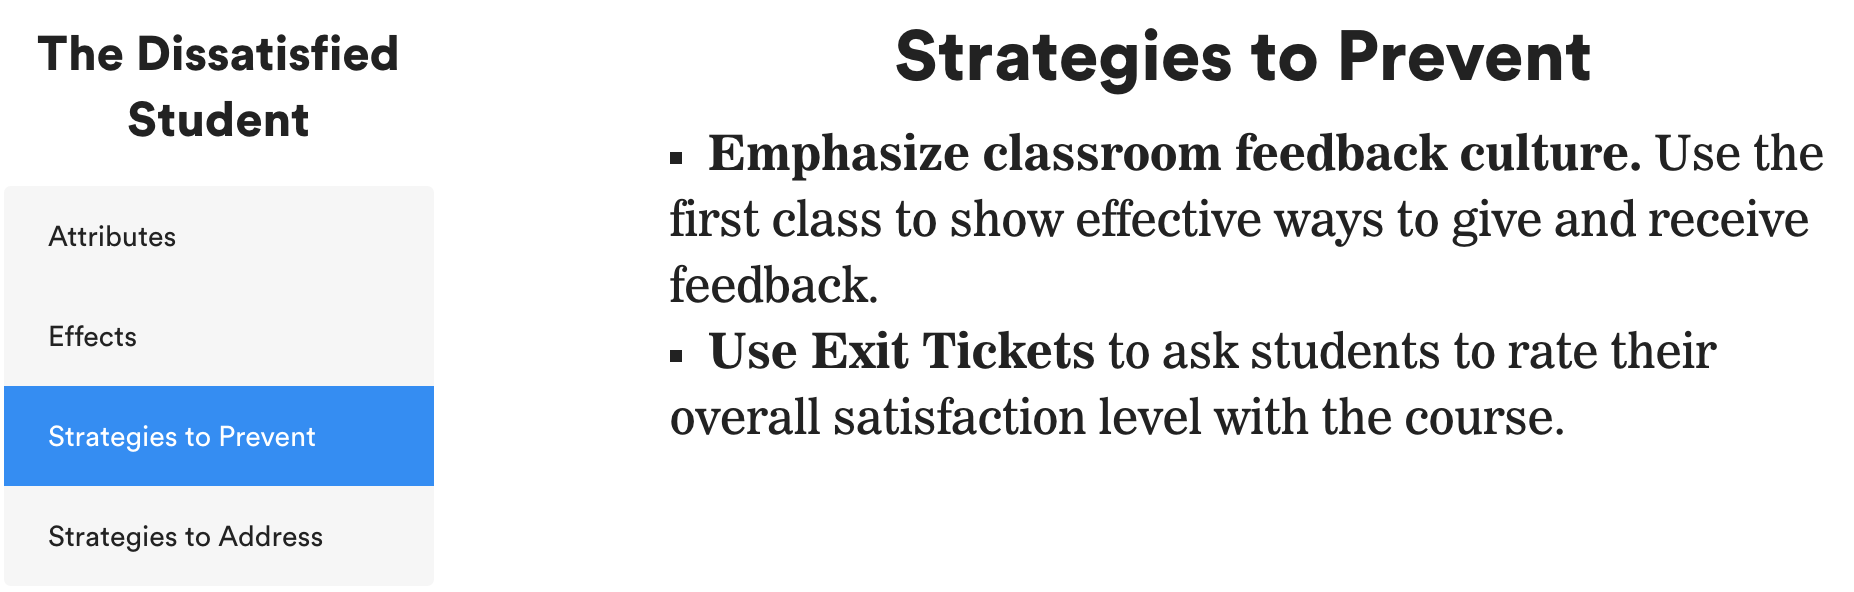 The Dissatisfied
Student
Attributes
Effects
Strategies to Prevent
Strategies to Address
Strategies to Prevent
▪ Emphasize classroom feedback culture. Use the
first class to show effective ways to give and receive
feedback.
▪ Use Exit Tickets to ask students to rate their
overall satisfaction level with the course.